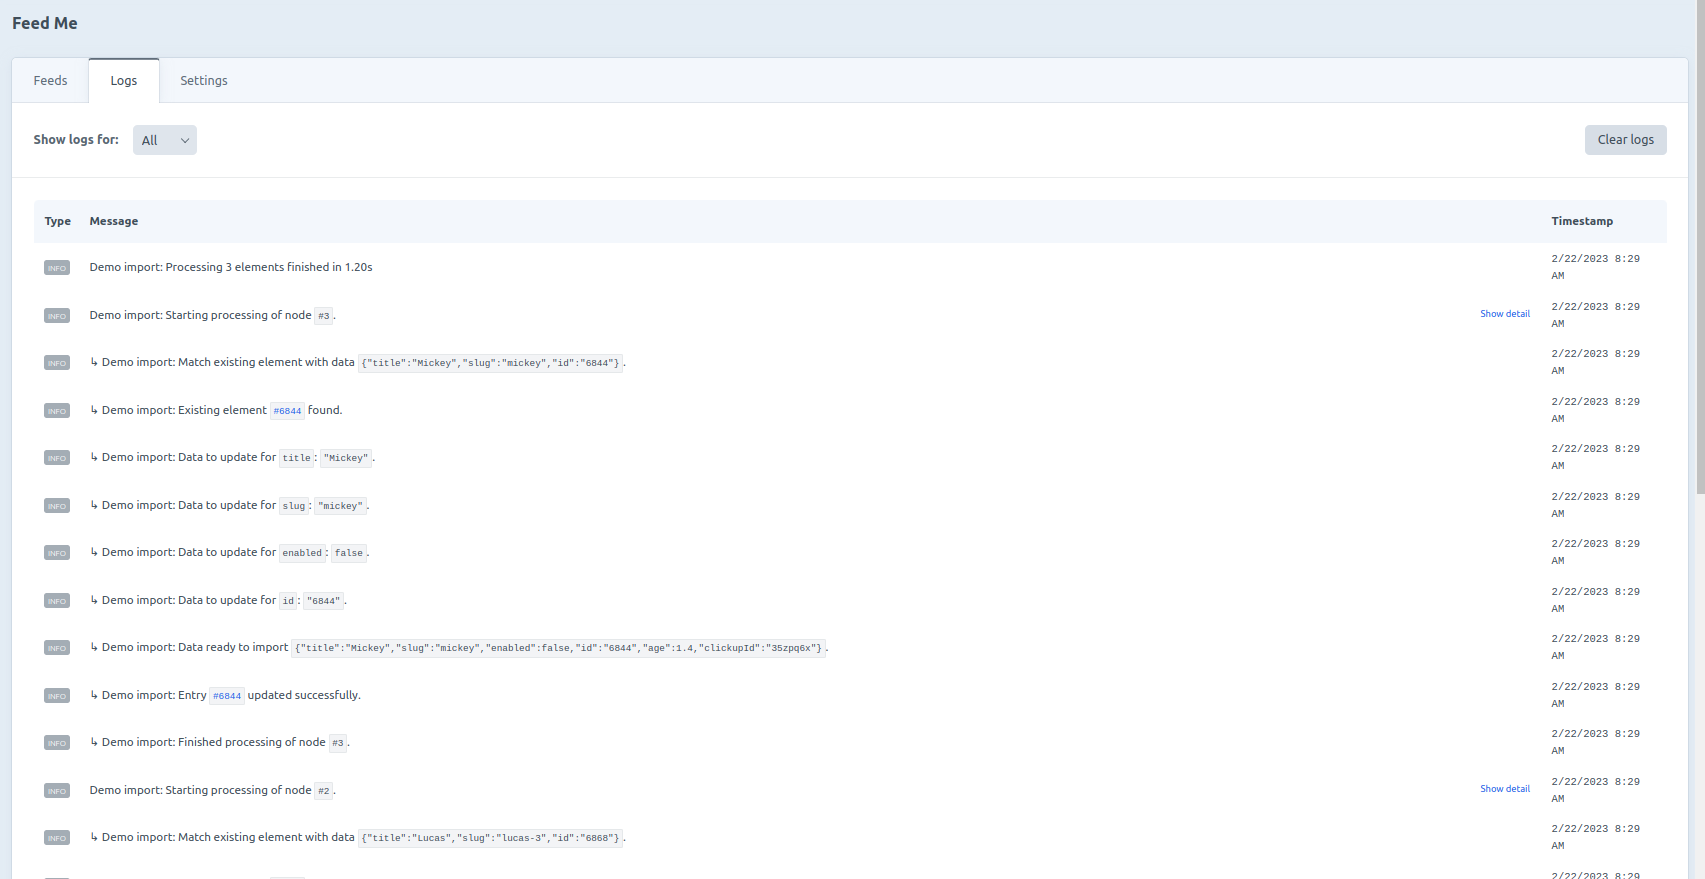 Feed Me
Feeds Logs Settings
Show logs for: All Clear logs
Type Message Timestamp
INFO Demo import: Processing 3 elements finished in 1.20s 2/22/2023 8:29 AM
INFO Demo import: Starting processing of node #3. Show detail 2/22/2023 8:29 AM
INFO ↳ Demo import: Match existing element with data {"title":"Mickey","slug":"mickey","id":"6844"}. 2/22/2023 8:29 AM
INFO ↳ Demo import: Existing element #6844 found. 2/22/2023 8:29 AM
INFO ↳ Demo import: Data to update for title: "Mickey". 2/22/2023 8:29 AM
INFO ↳ Demo import: Data to update for slug: "mickey". 2/22/2023 8:29 AM
INFO ↳ Demo import: Data to update for enabled: false. 2/22/2023 8:29 AM
INFO ↳ Demo import: Data to update for id: "6844". 2/22/2023 8:29 AM
INFO ↳ Demo import: Data ready to import {"title":"Mickey","slug":"mickey","enabled":false,"id":"6844","age":1.4,"clickupId":"35zpq6x"}. 2/22/2023 8:29 AM
INFO ↳ Demo import: Entry #6844 updated successfully. 2/22/2023 8:29 AM
INFO ↳ Demo import: Finished processing of node #3. 2/22/2023 8:29 AM
INFO Demo import: Starting processing of node #2. Show detail 2/22/2023 8:29 AM
INFO ↳ Demo import: Match existing element with data {"title":"Lucas","slug":"lucas-3","id":"6868"}. 2/22/2023 8:29 AM
2/22/2023 8:29